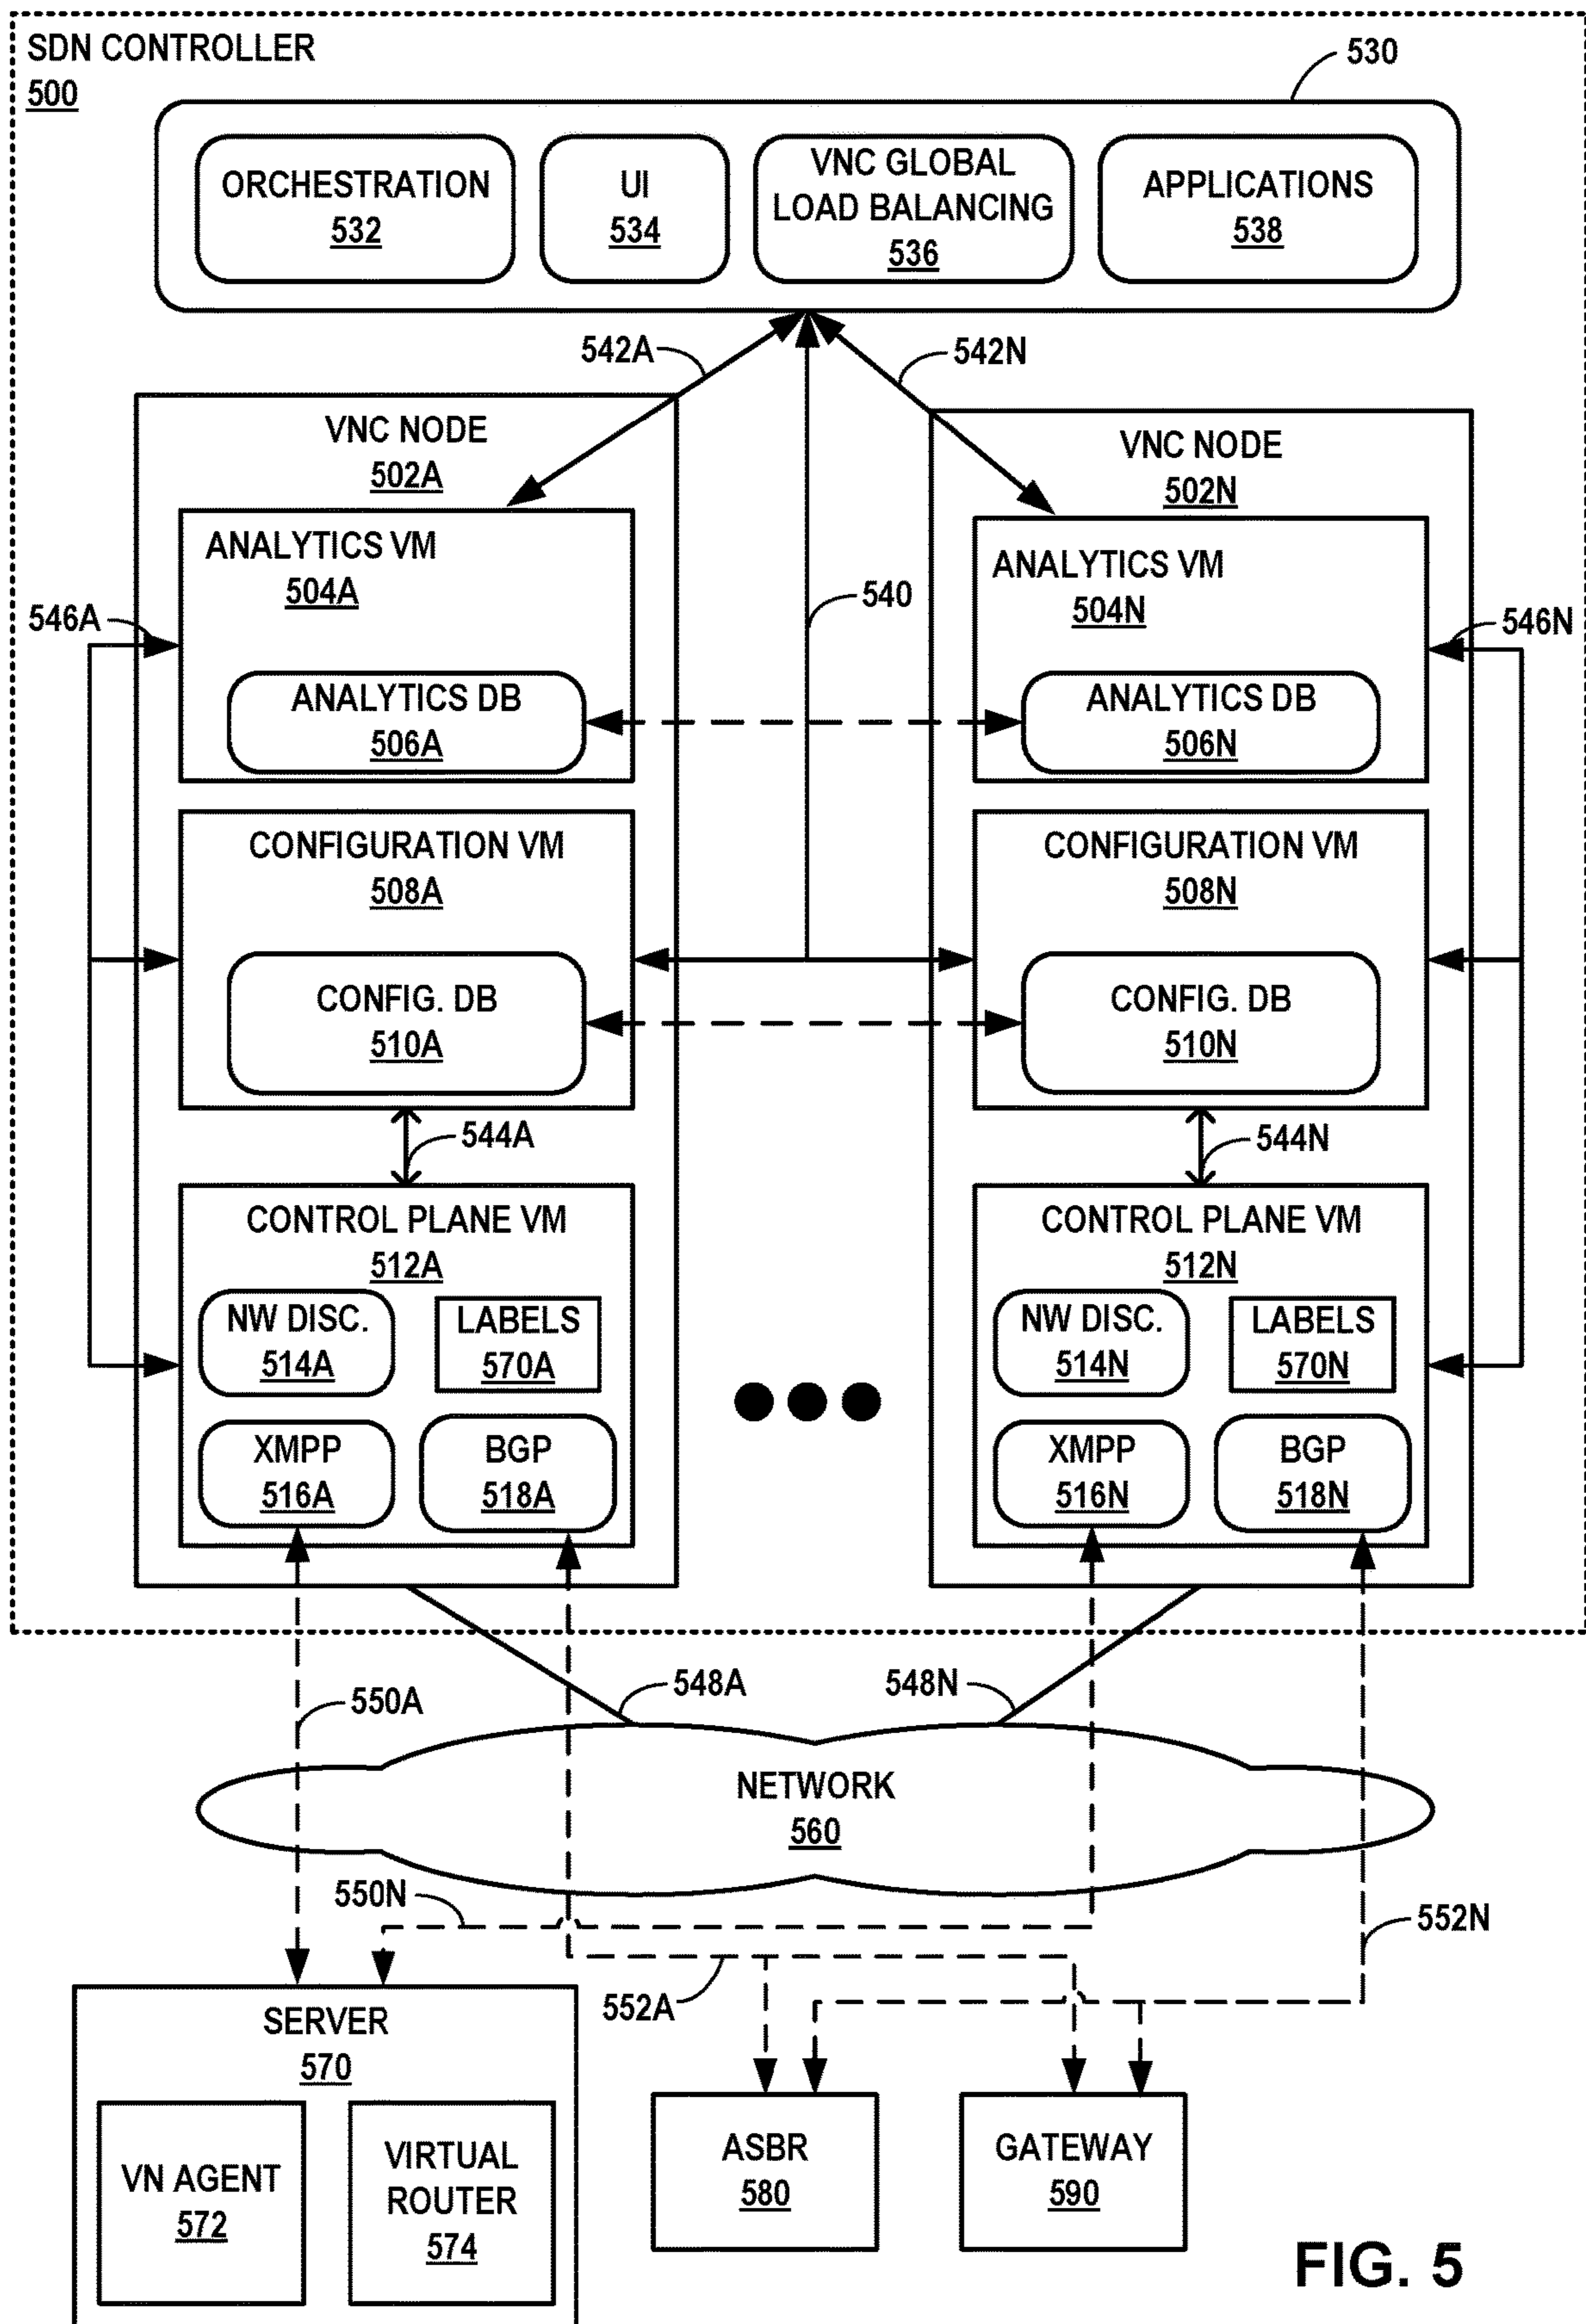 SDN CONTROLLER
500
530
ORCHESTRATION
532
UI
534
VNC GLOBAL
LOAD BALANCING
536
APPLICATIONS
538
542A
542N
540
VNC NODE
502A
ANALYTICS VM
504A
546A
ANALYTICS DB
506A
CONFIGURATION VM
508A
CONFIG. DB
510A
544A
CONTROL PLANE VM
512A
NW DISC.
514A
LABELS
570A
XMPP
516A
BGP
518A
VNC NODE
502N
ANALYTICS VM
504N
546N
ANALYTICS DB
506N
CONFIGURATION VM
508N
CONFIG. DB
510N
544N
CONTROL PLANE VM
512N
NW DISC.
514N
LABELS
570N
XMPP
516N
BGP
518N
550A
548A
548N
NETWORK
560
550N
552A
552N
SERVER
570
VN AGENT
572
VIRTUAL
ROUTER
574
ASBR
580
GATEWAY
590
FIG. 5